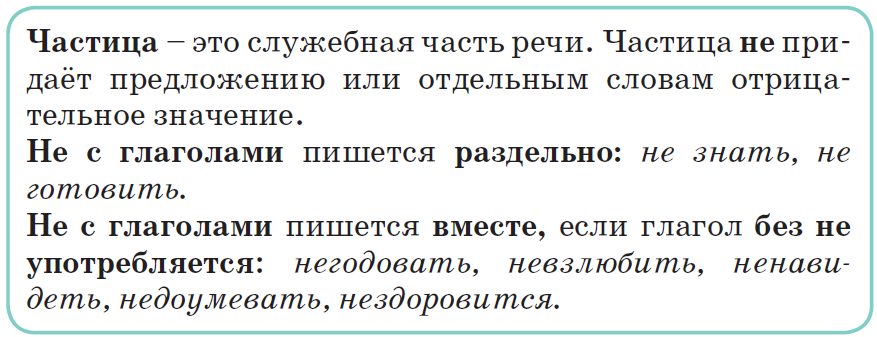 Частица – это служебная часть речи. Частица не при-
даёт предложению или отдельным словам отрица-
тельное значение.
Не с глаголами пишется раздельно: не знать, не
готовить.
Не с глаголами пишется вместе, если глагол без не
употребляется: негодовать, невзлюбить, ненави-
деть, недоумевать, нездоровится.